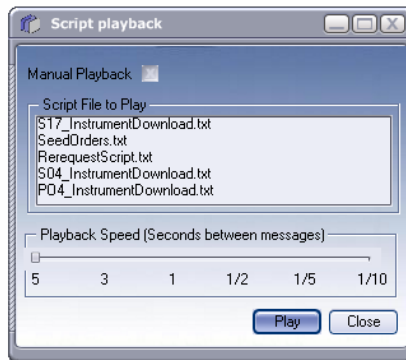 Script playback
Manual Playback
Script File to Play
S17_InstrumentDownload.txt
SeedOrders.txt
RerequestScript.txt
S04_InstrumentDownload.txt
PO4_InstrumentDownload.txt
Playback Speed (Seconds between messages)
5 3 1 1/2 1/5 1/10
Play Close